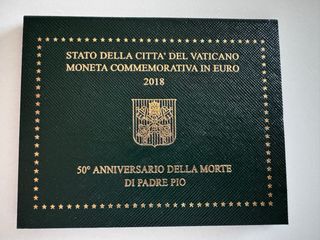 STATO DELLA CITTA' DEL VATICANO
MONETA COMMEMORATIVA IN EURO
2018
50° ANNIVERSARIO DELLA MORTE
DI PADRE PIO